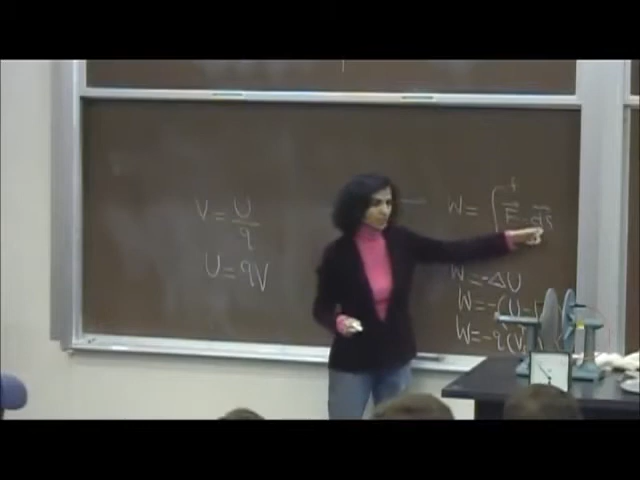 V = U/q
U = qV
W = ∫ F⃗ · ds⃗
W = -ΔU
W = -(U -
W = -q(V